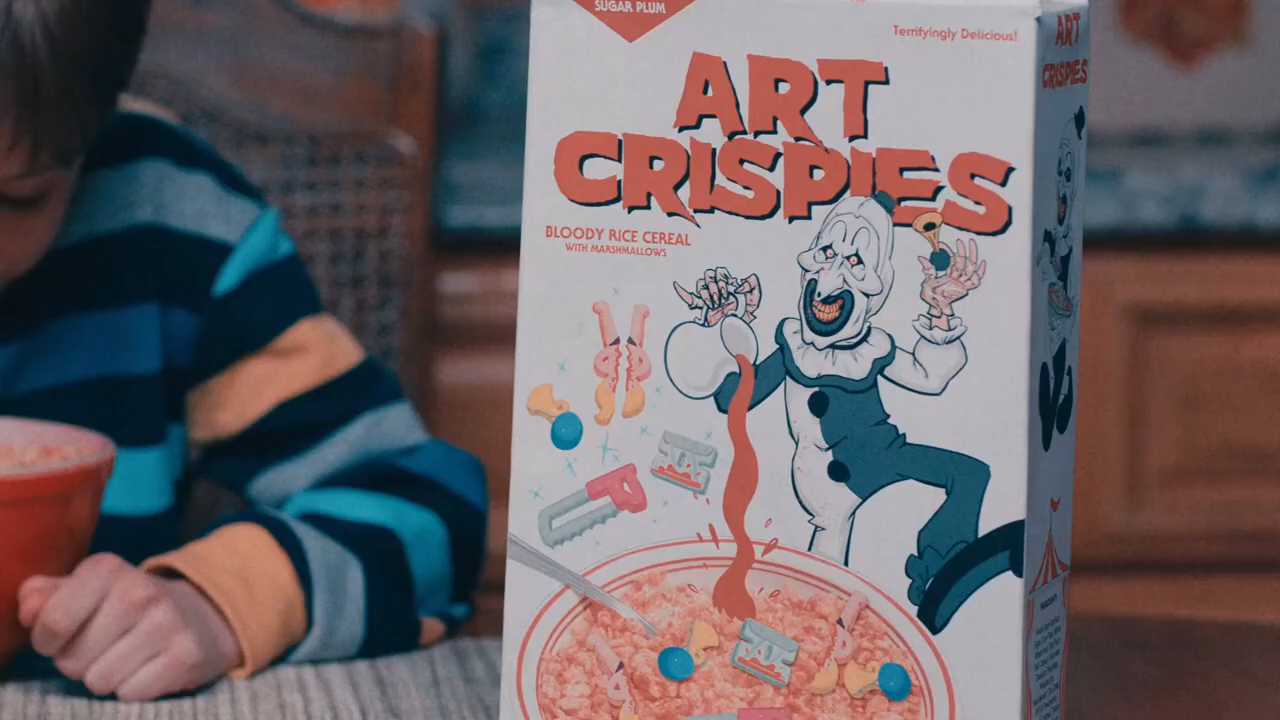 SUGAR PLUM
Terrifyingly Delicious!
ART
CRISPIES
BLOODY RICE CEREAL
WITH MARSHMALLOWS
ART
CRISPIES